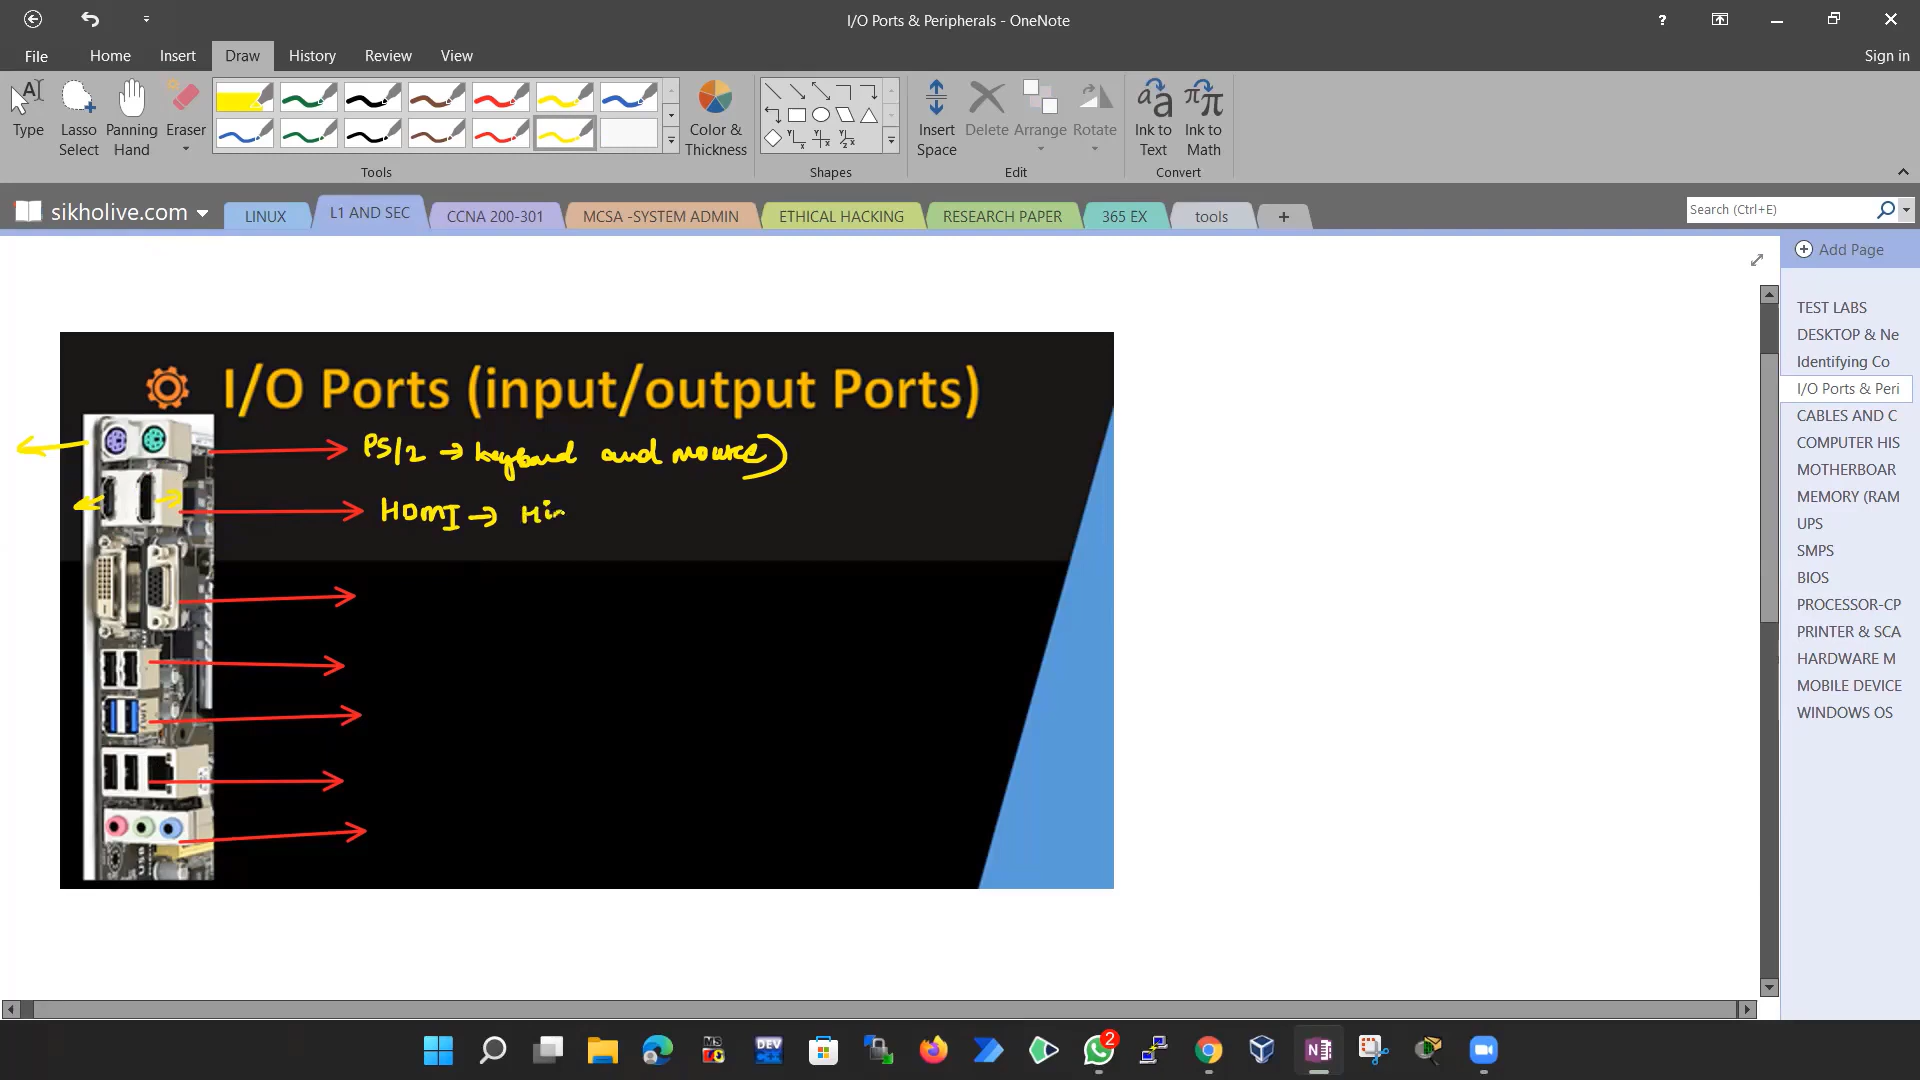 I/O Ports & Peripherals - OneNote
File Home Insert Draw History Review View
Sign in
Type Lasso Select Panning Hand Eraser Color & Thickness Insert Space Delete Arrange Rotate Ink to Text Ink to Math
Tools Shapes Edit Convert
sikholive.com LINUX L1 AND SEC CCNA 200-301 MCSA -SYSTEM ADMIN ETHICAL HACKING RESEARCH PAPER 365 EX tools + Search (Ctrl+E)
Add Page
TEST LABS
DESKTOP & Ne
Identifying Co
I/O Ports & Peri
CABLES AND C
COMPUTER HIS
MOTHERBOAR
MEMORY (RAM
UPS
SMPS
BIOS
PROCESSOR-CP
PRINTER & SCA
HARDWARE M
MOBILE DEVICE
WINDOWS OS
I/O Ports (input/output Ports)
PS/2 → keyboard and mouse)
HDMI → Hi
DEV
2